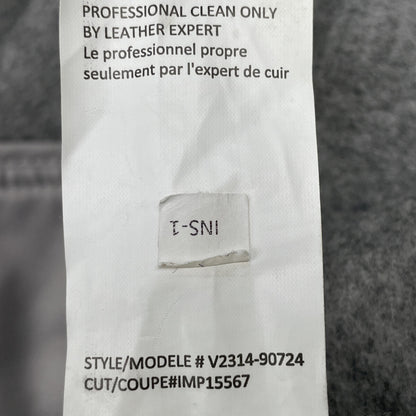 PROFESSIONAL CLEAN ONLY
BY LEATHER EXPERT
Le professionnel propre
seulement par l'expert de cuir
INS-1
STYLE/MODELE # V2314-90724
CUT/COUPE#IMP15567